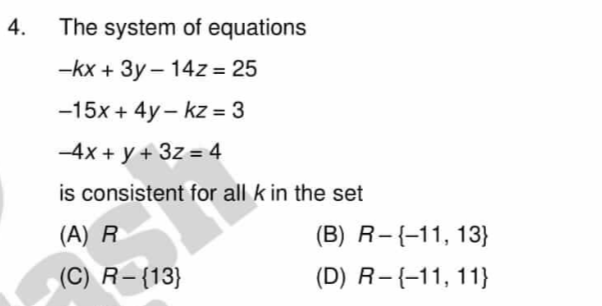 4. The system of equations
–kx + 3y – 14z = 25
–15x + 4y – kz = 3
–4x + y + 3z = 4
is consistent for all k in the set
(A) R (B) R – {–11, 13}
(C) R – {13} (D) R – {–11, 11}